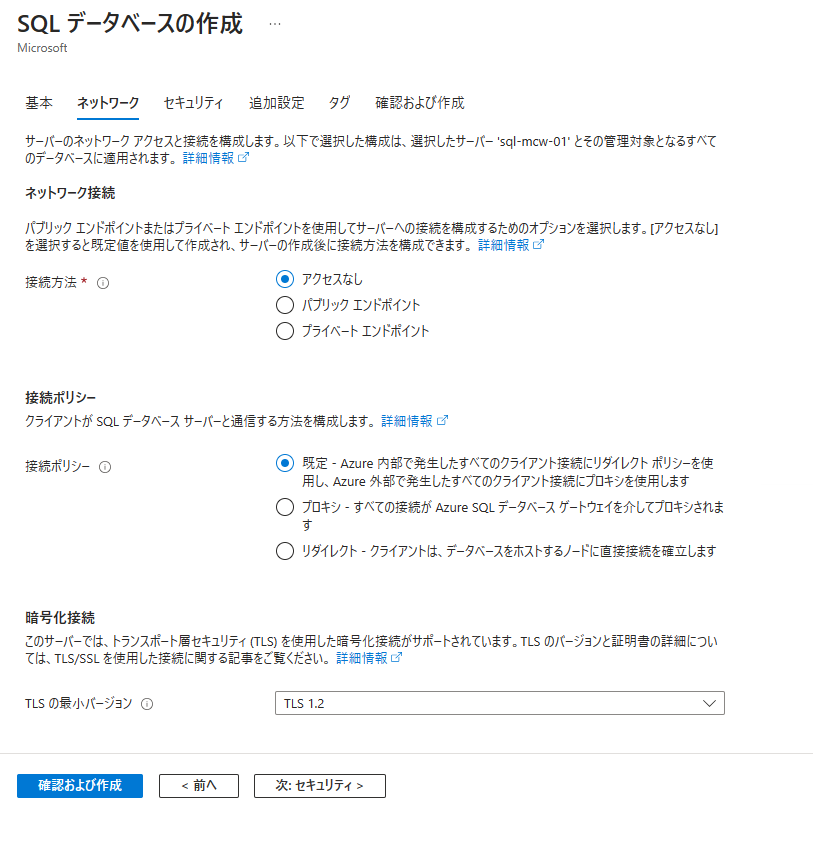 SQL データベースの作成 …
Microsoft
基本 ネットワーク セキュリティ 追加設定 タグ 確認および作成
サーバーのネットワーク アクセスと接続を構成します。以下で選択した構成は、選択したサーバー 'sql-mcw-01' とその管理対象となるすべて
のデータベースに適用されます。 詳細情報
ネットワーク接続
パブリック エンドポイントまたはプライベート エンドポイントを使用してサーバーへの接続を構成するためのオプションを選択します。[アクセスなし]
を選択すると既定値を使用して作成され、サーバーの作成後に接続方法を構成できます。 詳細情報
接続方法 *
アクセスなし
パブリック エンドポイント
プライベート エンドポイント
接続ポリシー
クライアントが SQL データベース サーバーと通信する方法を構成します。 詳細情報
接続ポリシー
既定 - Azure 内部で発生したすべてのクライアント接続にリダイレクト ポリシーを使
用し、Azure 外部で発生したすべてのクライアント接続にプロキシを使用します
プロキシ - すべての接続が Azure SQL データベース ゲートウェイを介してプロキシされま
す
リダイレクト - クライアントは、データベースをホストするノードに直接接続を確立します
暗号化接続
このサーバーでは、トランスポート層セキュリティ (TLS) を使用した暗号化接続がサポートされています。TLS のバージョンと証明書の詳細につい
ては、TLS/SSL を使用した接続に関する記事をご覧ください。 詳細情報
TLS の最小バージョン
TLS 1.2
確認および作成 < 前へ 次: セキュリティ >